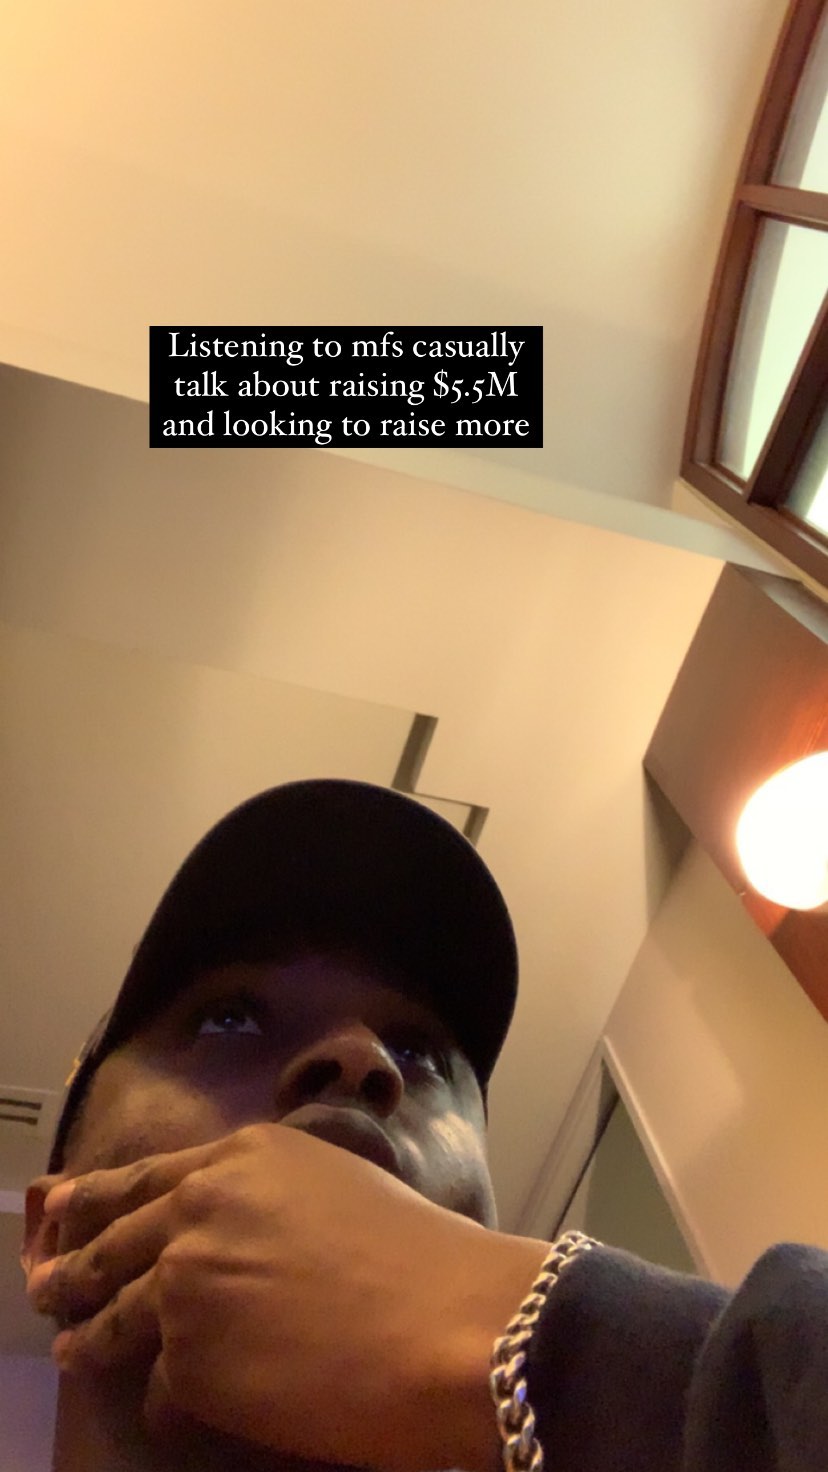 Listening to mfs casually
talk about raising $5.5M
and looking to raise more